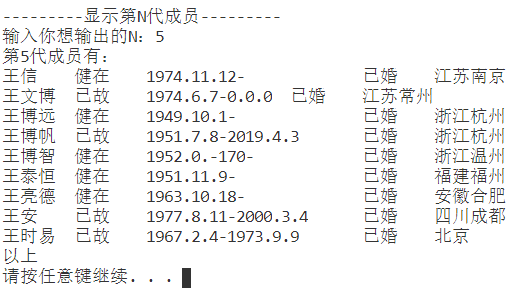 ---------显示第N代成员---------
输入你想输出的N: 5
第5代成员有:
王信 健在 1974.11.12- 已婚 江苏南京
王文博 已故 1974.6.7-0.0.0 已婚 江苏常州
王博远 健在 1949.10.1- 已婚 浙江杭州
王博帆 已故 1951.7.8-2019.4.3 已婚 浙江杭州
王博智 健在 1952.0.-170- 已婚 浙江温州
王泰恒 健在 1951.11.9- 已婚 福建福州
王亮德 健在 1963.10.18- 已婚 安徽合肥
王安 已故 1977.8.11-2000.3.4 已婚 四川成都
王时易 已故 1967.2.4-1973.9.9 已婚 北京
以上
请按任意键继续. . .